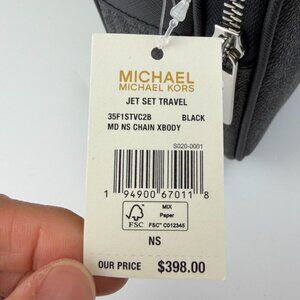 MICHAEL
MICHAEL KORS
JET SET TRAVEL
35F1STVC2B BLACK
MD NS CHAIN XBODY
S020-0001
1 94900 67011 8
FSC
MIX
Paper
FSC™ C012345
NS
OUR PRICE $398.00